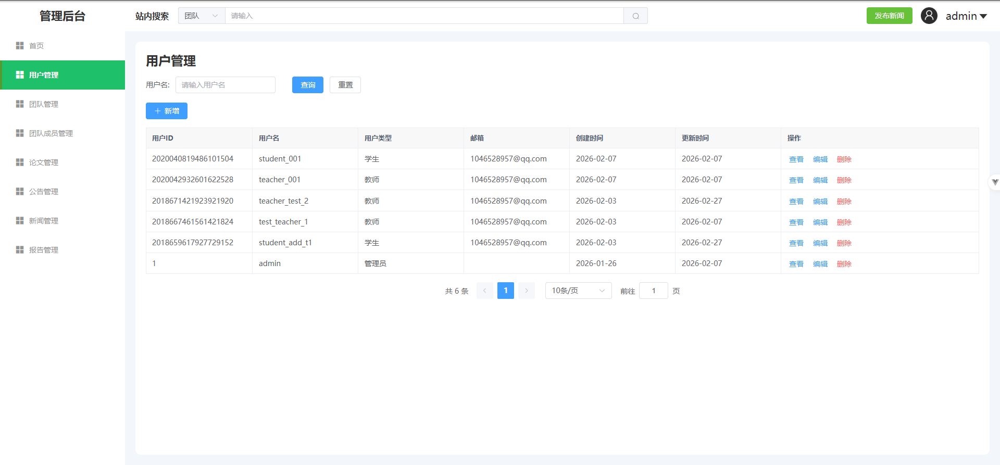 管理后台
站内搜索 团队 请输入
发布新闻 admin
首页
用户管理
团队管理
团队成员管理
论文管理
公告管理
新闻管理
报告管理
用户管理
用户名: 请输入用户名 查询 重置
新增
用户ID 用户名 用户类型 邮箱 创建时间 更新时间 操作
2020040819486101504 student_001 学生 1046528957@qq.com 2026-02-07 2026-02-07 查看 编辑 删除
2020042932601622528 teacher_001 教师 1046528957@qq.com 2026-02-07 2026-02-07 查看 编辑 删除
2018671421923921920 teacher_test_2 教师 1046528957@qq.com 2026-02-03 2026-02-27 查看 编辑 删除
2018667461561421824 test_teacher_1 教师 1046528957@qq.com 2026-02-03 2026-02-07 查看 编辑 删除
2018659617927729152 student_add_t1 学生 1046528957@qq.com 2026-02-03 2026-02-27 查看 编辑 删除
1 admin 管理员 2026-01-26 2026-02-07 查看 编辑 删除
共 6 条 1 10条/页 前往 1 页